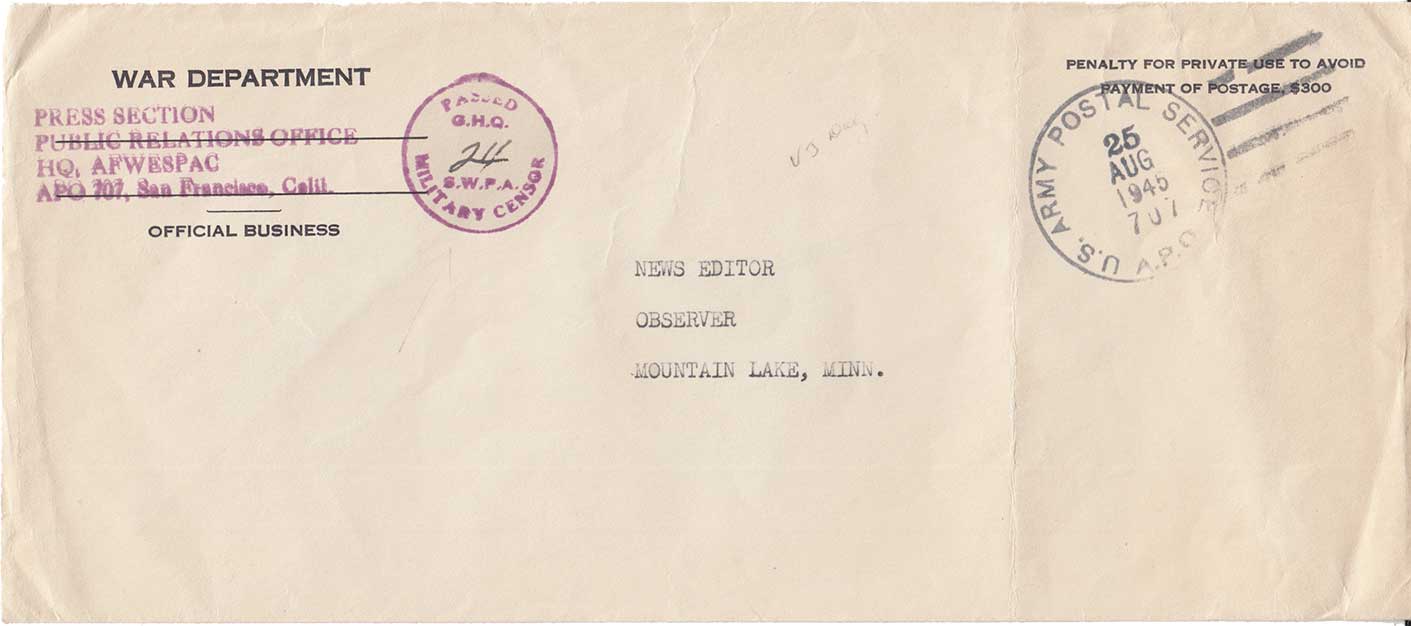 WAR DEPARTMENT
PRESS SECTION
PUBLIC RELATIONS OFFICE
HQ, AFWESPAC
APO 707, San Francisco, Calif.
OFFICIAL BUSINESS
PASSED
G.H.Q.
24
S.W.P.A.
MILITARY CENSOR
V J Day
PENALTY FOR PRIVATE USE TO AVOID
PAYMENT OF POSTAGE, $300
U.S. ARMY POSTAL SERVICE
25
AUG
1945
707
A.P.O.
NEWS EDITOR
OBSERVER
MOUNTAIN LAKE, MINN.